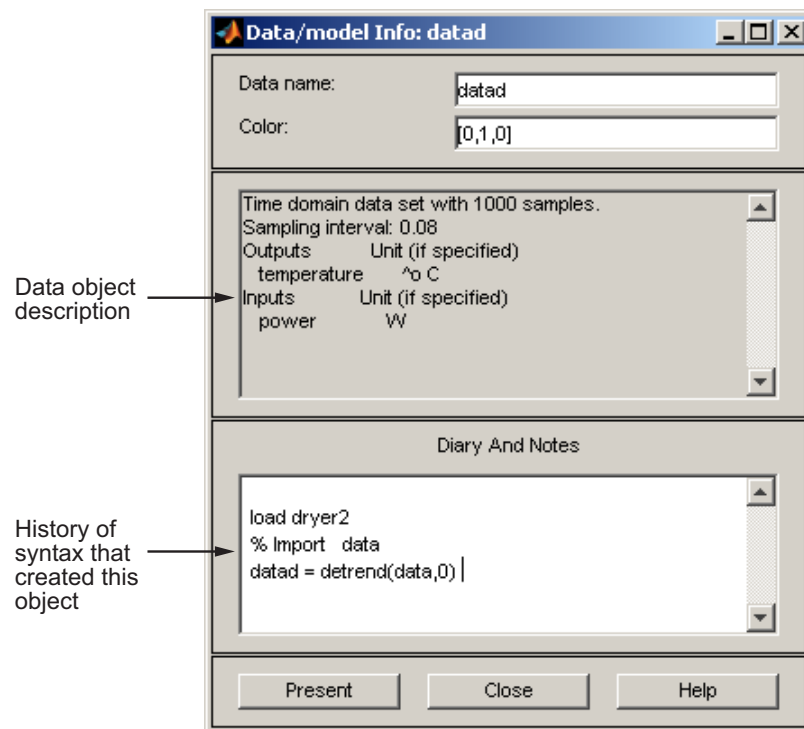 Data/model Info: datad
Data name:
datad
Color:
[0,1,0]
Time domain data set with 1000 samples.
Sampling interval: 0.08
Outputs Unit (if specified)
temperature ^o C
Inputs Unit (if specified)
power W
Data object
description
Diary And Notes
load dryer2
% Import data
datad = detrend(data,0)
History of
syntax that
created this
object
Present
Close
Help